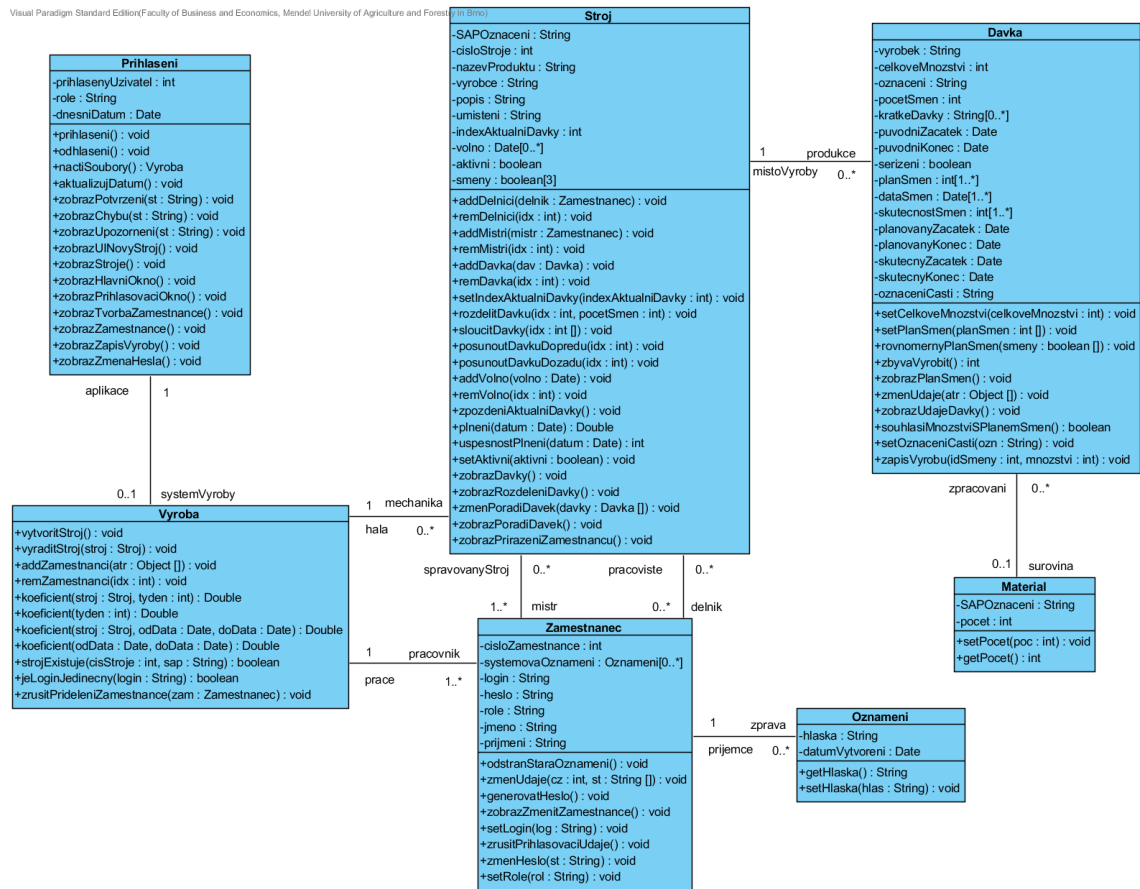 Visual Paradigm Standard Edition(Faculty of Business and Economics, Mendel University of Agriculture and Forestry in Brno)
Prihlaseni
-prihlasenyUzivatel : int
-role : String
-dnesniDatum : Date
+prihlaseni() : void
+odhlaseni() : void
+nactiSoubory() : Vyroba
+aktualizujDatum() : void
+zobrazPotvrzeni(st : String) : void
+zobrazChybu(st : String) : void
+zobrazUpozorneni(st : String) : void
+zobrazUINovyStroj() : void
+zobrazStroje() : void
+zobrazHlavniOkno() : void
+zobrazPrihlasovaciOkno() : void
+zobrazTvorbaZamestnance() : void
+zobrazZamestnance() : void
+zobrazZapisVyroby() : void
+zobrazZmenaHesla() : void
Stroj
-SAPOznaceni : String
-cisloStroje : int
-nazevProduktu : String
-vyrobce : String
-popis : String
-umisteni : String
-indexAktualniDavky : int
-volno : Date[0..*]
-aktivni : boolean
-smeny : boolean[3]
+addDelnici(delnik : Zamestnanec) : void
+remDelnici(idx : int) : void
+addMistri(mistr : Zamestnanec) : void
+remMistri(idx : int) : void
+addDavka(dav : Davka) : void
+remDavka(idx : int) : void
+setIndexAktualniDavky(indexAktualniDavky : int) : void
+rozdelitDavku(idx : int, pocetSmen : int) : void
+sloucitDavky(idx : int []) : void
+posunoutDavkuDopredu(idx : int) : void
+posunoutDavkuDozadu(idx : int) : void
+addVolno(volno : Date) : void
+remVolno(idx : int) : void
+zpozdeniAktualniDavky() : void
+plneni(datum : Date) : Double
+uspesnostPlneni(datum : Date) : int
+setAktivni(aktivni : boolean) : void
+zobrazDavky() : void
+zobrazRozdeleniDavky() : void
+zmenPoradiDavek(davky : Davka []) : void
+zobrazPoradiDavek() : void
+zobrazPrirazeniZamestnancu() : void
1 produkce
mistoVyroby 0..*
Davka
-vyrobek : String
-celkoveMnozstvi : int
-oznaceni : String
-pocetSmen : int
-kratkeDavky : String[0..*]
-puvodniZacatek : Date
-puvodniKonec : Date
-serizeni : boolean
-planSmen : int[1..*]
-dataSmen : Date[1..*]
-skutecnostSmen : int[1..*]
-planovanyZacatek : Date
-planovanyKonec : Date
-skutecnyZacatek : Date
-skutecnyKonec : Date
-oznaceniCasti : String
+setCelkoveMnozstvi(celkoveMnozstvi : int) : void
+setPlanSmen(planSmen : int []) : void
+rovnomernyPlanSmen(smeny : boolean []) : void
+zbyvaVyrobit() : int
+zobrazPlanSmen() : void
+zmenUdaje(atr : Object []) : void
+zobrazUdajeDavky() : void
+souhlasiMnozstviSPlanemSmen() : boolean
+setOznaceniCasti(ozn : String) : void
+zapisVyrobu(idSmeny : int, mnozstvi : int) : void
aplikace 1
0..1 systemVyroby
Vyroba
+vytvoritStroj() : void
+vyraditStroj(stroj : Stroj) : void
+addZamestnanci(atr : Object []) : void
+remZamestnanci(idx : int) : void
+koeficient(stroj : Stroj, tyden : int) : Double
+koeficient(tyden : int) : Double
+koeficient(stroj : Stroj, odData : Date, doData : Date) : Double
+koeficient(odData : Date, doData : Date) : Double
+strojExistuje(cisStroje : int, sap : String) : boolean
+jeLoginJedinecny(login : String) : boolean
+zrusitPrideleniZamestnance(zam : Zamestnanec) : void
1 mechanika
hala 0..*
1 pracovnik
prace 1..*
spravovanyStroj 0..* pracoviste 0..*
1..* mistr 0..* delnik
Zamestnanec
-cisloZamestnance : int
-systemovaOznameni : Oznameni[0..*]
-login : String
-heslo : String
-role : String
-jmeno : String
-prijmeni : String
+odstranStaraOznameni() : void
+zmenUdaje(cz : int, st : String []) : void
+generovatHeslo() : void
+zobrazZmenitZamestnance() : void
+setLogin(log : String) : void
+zrusitPrihlasovaciUdaje() : void
+zmenHeslo(st : String) : void
+setRole(rol : String) : void
zpracovani 0..*
0..1 surovina
Material
-SAPOznaceni : String
-pocet : int
+setPocet(poc : int) : void
+getPocet() : int
1 zprava
prijemce 0..*
Oznameni
-hlaska : String
-datumVytvoreni : Date
+getHlaska() : String
+setHlaska(hlas : String) : void